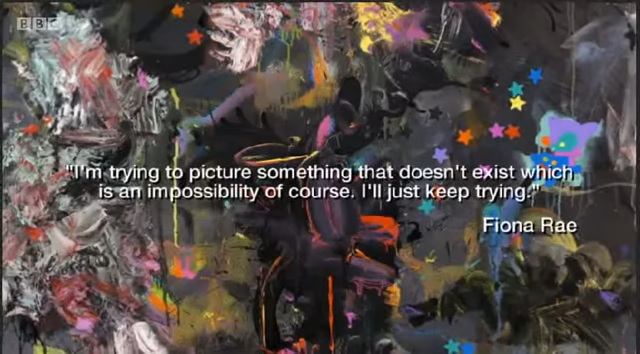 BBC
"I'm trying to picture something that doesn't exist which
is an impossibility of course. I'll just keep trying."
Fiona Rae